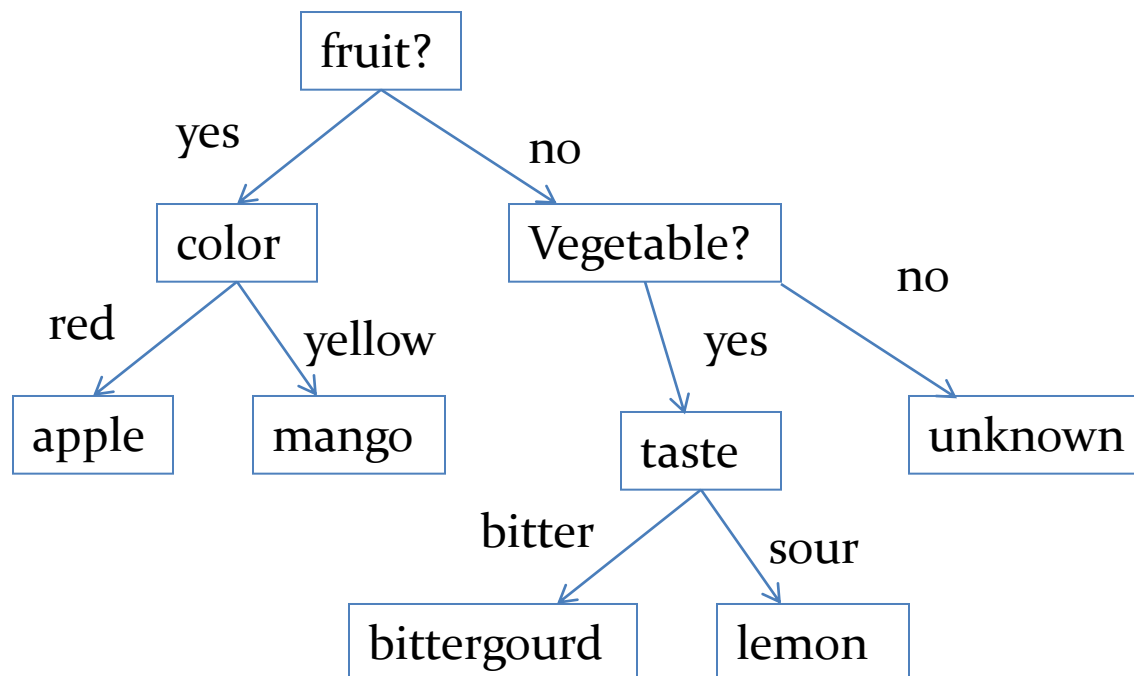 fruit?
yes
no
color
Vegetable?
no
red
yellow
yes
apple
mango
taste
unknown
bitter
sour
bittergourd
lemon